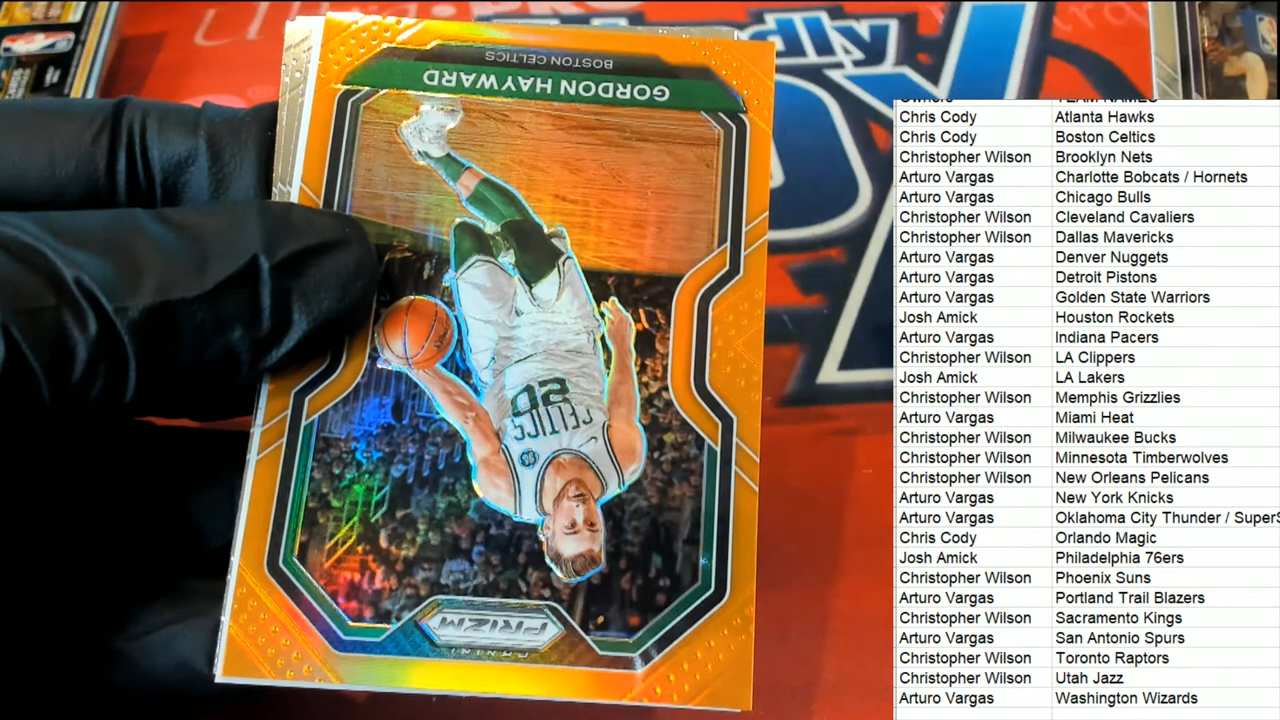 BOSTON CELTICS
GORDON HAYWARD
20
CELTICS
PRIZM
PANINI
dly
Owners TEAM NAMES
Chris Cody Atlanta Hawks
Chris Cody Boston Celtics
Christopher Wilson Brooklyn Nets
Arturo Vargas Charlotte Bobcats / Hornets
Arturo Vargas Chicago Bulls
Christopher Wilson Cleveland Cavaliers
Christopher Wilson Dallas Mavericks
Arturo Vargas Denver Nuggets
Arturo Vargas Detroit Pistons
Arturo Vargas Golden State Warriors
Josh Amick Houston Rockets
Arturo Vargas Indiana Pacers
Christopher Wilson LA Clippers
Josh Amick LA Lakers
Christopher Wilson Memphis Grizzlies
Arturo Vargas Miami Heat
Christopher Wilson Milwaukee Bucks
Christopher Wilson Minnesota Timberwolves
Christopher Wilson New Orleans Pelicans
Arturo Vargas New York Knicks
Arturo Vargas Oklahoma City Thunder / SuperS
Chris Cody Orlando Magic
Josh Amick Philadelphia 76ers
Christopher Wilson Phoenix Suns
Arturo Vargas Portland Trail Blazers
Christopher Wilson Sacramento Kings
Arturo Vargas San Antonio Spurs
Christopher Wilson Toronto Raptors
Christopher Wilson Utah Jazz
Arturo Vargas Washington Wizards